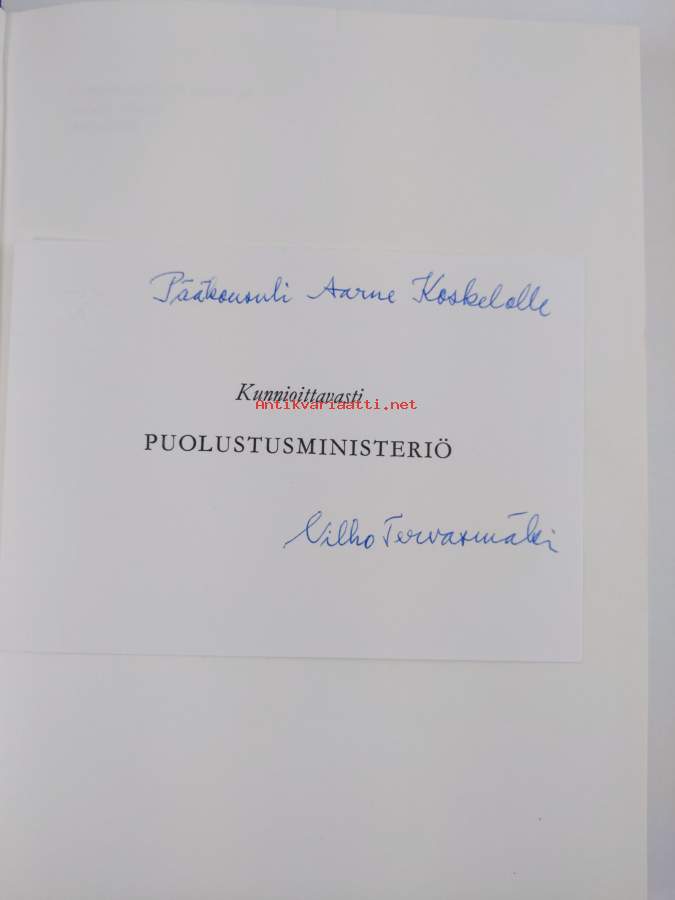 Pääkonsuli Aarne Koskelalle
Kunnioittavasti
Antikvariaatti.net
PUOLUSTUSMINISTERIÖ
Vilho Tervasmäki